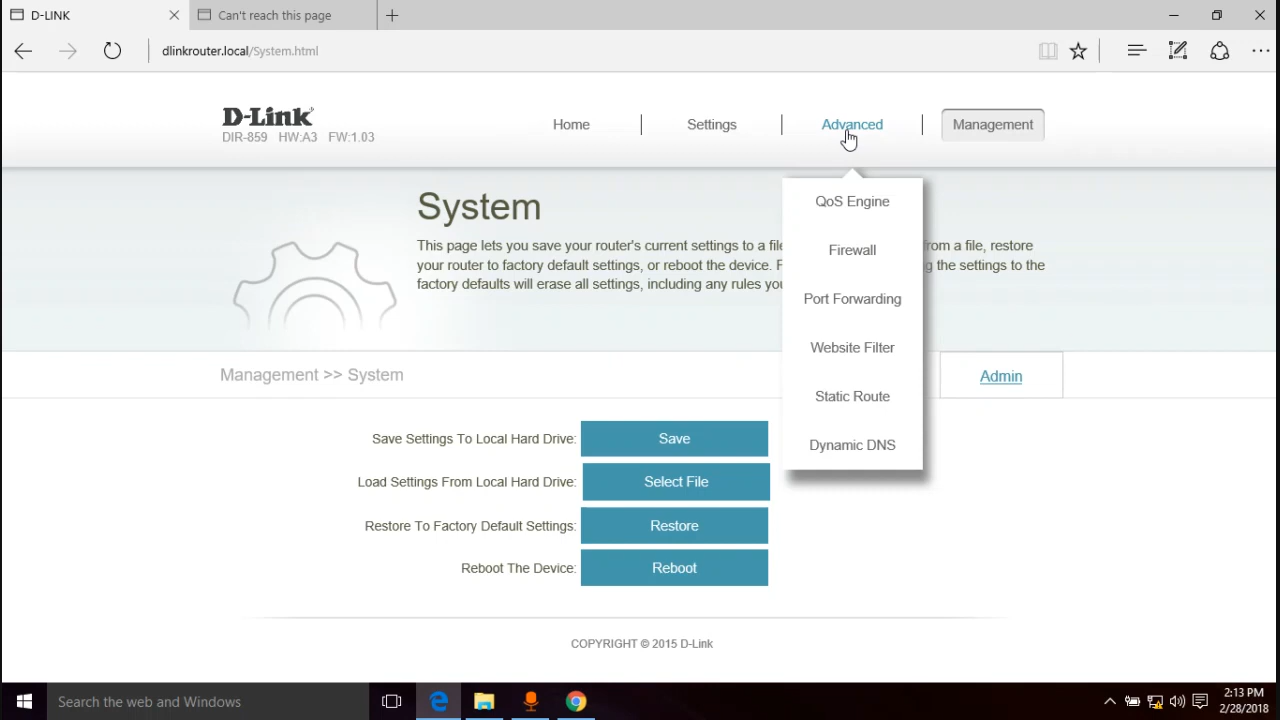 D-LINK
Can't reach this page
dlinkrouter.local/System.html
D-Link
DIR-859 HW:A3 FW:1.03
Home
Settings
Advanced
Management
QoS Engine
Firewall
Port Forwarding
Website Filter
Static Route
Dynamic DNS
System
This page lets you save your router's current settings to a file from a file, restore
your router to factory default settings, or reboot the device. the settings to the
factory defaults will erase all settings, including any rules
Management >> System
Admin
Save Settings To Local Hard Drive: Save
Load Settings From Local Hard Drive: Select File
Restore To Factory Default Settings: Restore
Reboot The Device: Reboot
COPYRIGHT © 2015 D-Link
Search the web and Windows
2:13 PM
2/28/2018